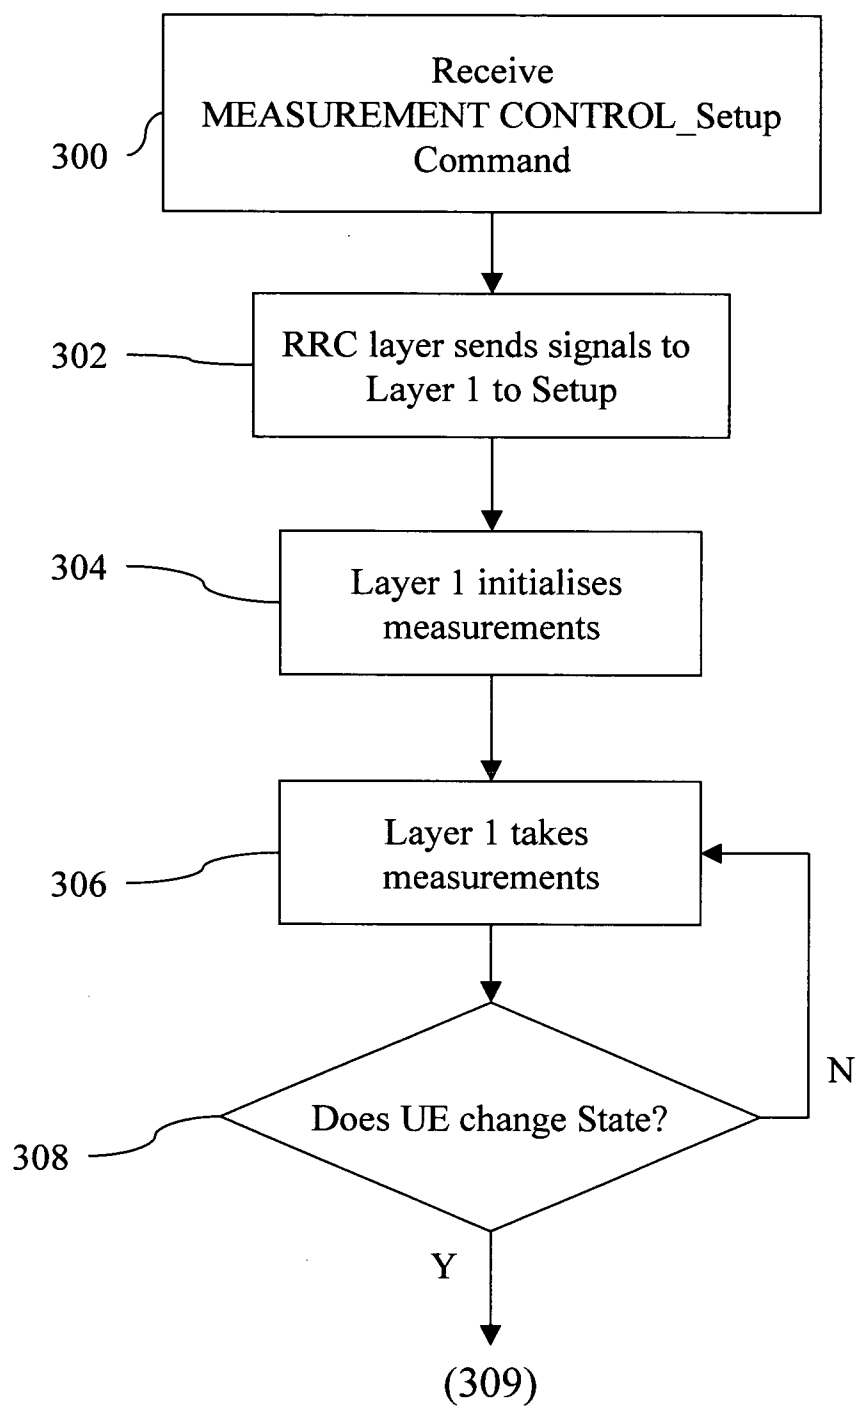 Receive
MEASUREMENT CONTROL_Setup
Command
300
RRC layer sends signals to
Layer 1 to Setup
302
Layer 1 initialises
measurements
304
Layer 1 takes
measurements
306
Does UE change State?
308
N
Y
(309)